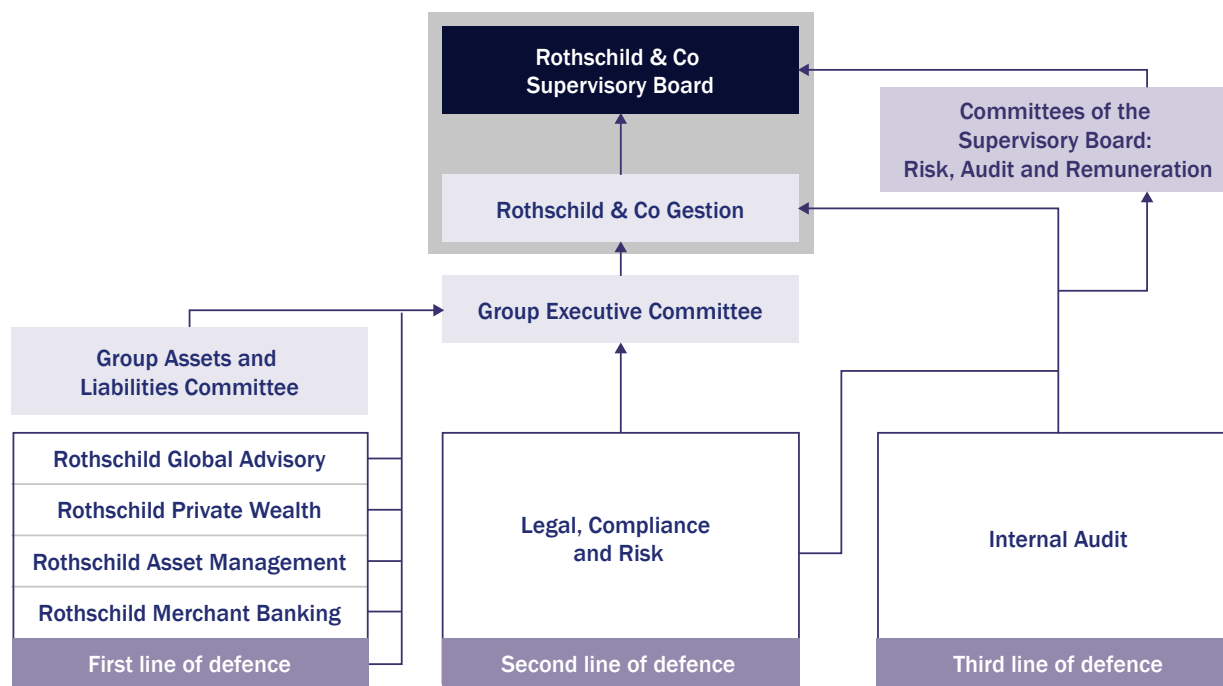 Rothschild & Co
Supervisory Board
Committees of the
Supervisory Board:
Risk, Audit and Remuneration
Rothschild & Co Gestion
Group Executive Committee
Group Assets and
Liabilities Committee
Rothschild Global Advisory
Rothschild Private Wealth
Rothschild Asset Management
Rothschild Merchant Banking
First line of defence
Legal, Compliance
and Risk
Second line of defence
Internal Audit
Third line of defence